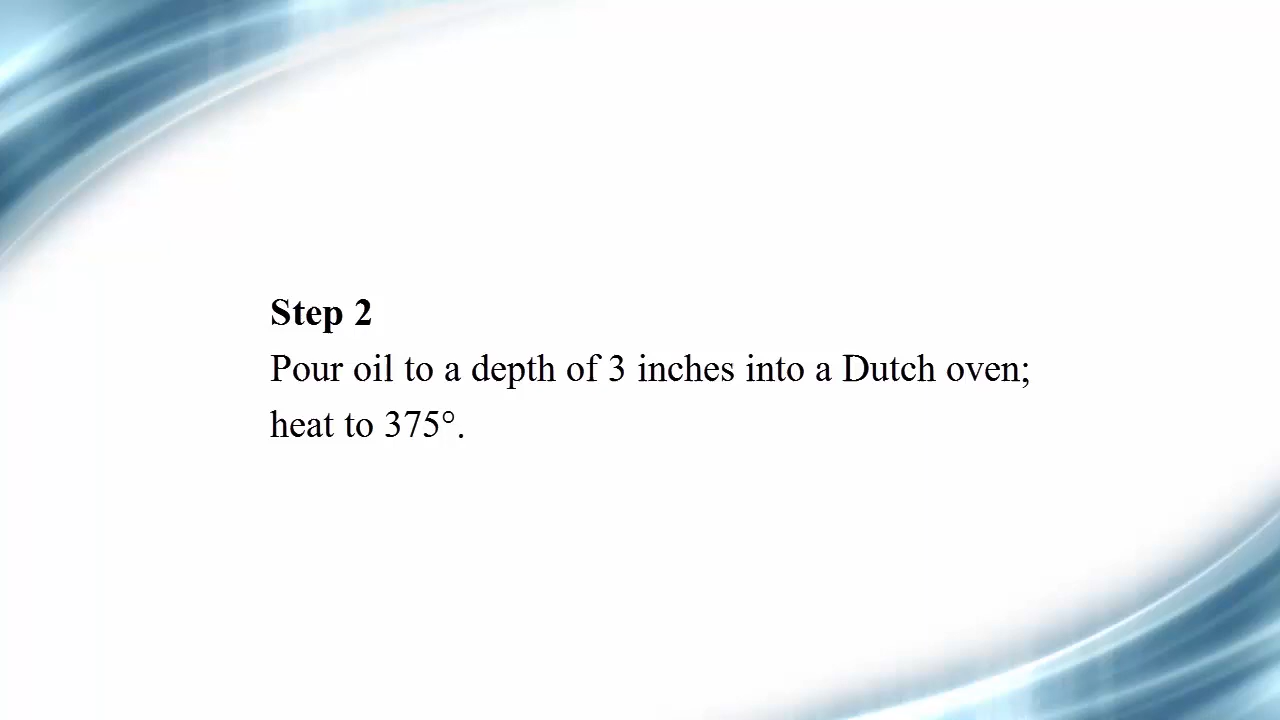 Step 2
Pour oil to a depth of 3 inches into a Dutch oven;
heat to 375°.